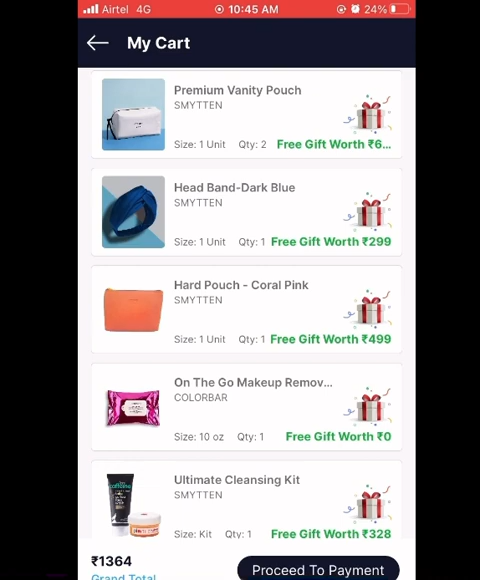 Airtel 4G 10:45 AM 24%
My Cart
Premium Vanity Pouch
SMYTTEN
Size: 1 Unit Qty: 2 Free Gift Worth ₹6...
Head Band-Dark Blue
SMYTTEN
Size: 1 Unit Qty: 1 Free Gift Worth ₹299
Hard Pouch - Coral Pink
SMYTTEN
Size: 1 Unit Qty: 1 Free Gift Worth ₹499
On The Go Makeup Remov...
COLORBAR
Size: 10 oz Qty: 1 Free Gift Worth ₹0
Ultimate Cleansing Kit
SMYTTEN
Size: Kit Qty: 1 Free Gift Worth ₹328
₹1364
Grand Total
Proceed To Payment